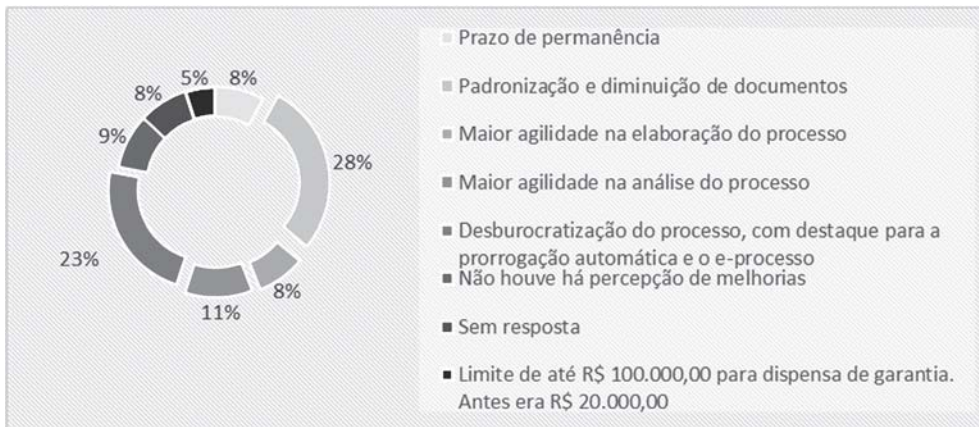 5%
8%
8%
9%
28%
23%
8%
11%
Prazo de permanência
Padronização e diminuição de documentos
Maior agilidade na elaboração do processo
Maior agilidade na análise do processo
Desburocratização do processo, com destaque para a
prorrogação automática e o e-processo
Não houve há percepção de melhorias
Sem resposta
Limite de até R$ 100.000,00 para dispensa de garantia.
Antes era R$ 20.000,00